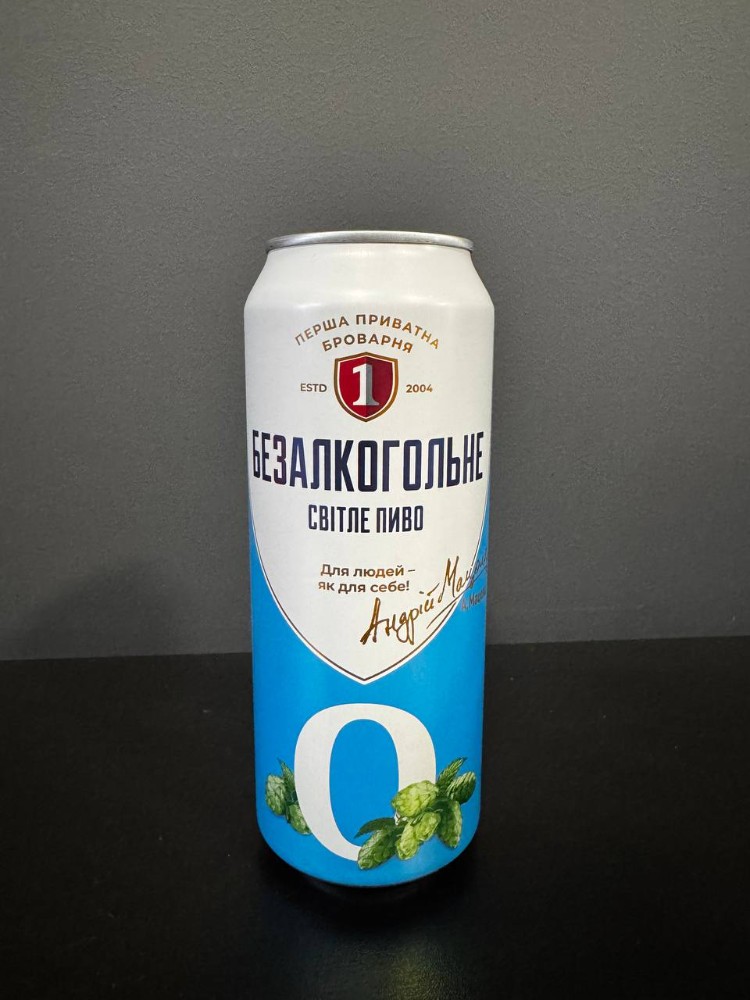 ПЕРША ПРИВАТНА
БРОВАРНЯ
ESTD 1 2004
БЕЗАЛКОГОЛЬНЕ
СВІТЛЕ ПИВО
Для людей –
як для себе!
Андрій
0